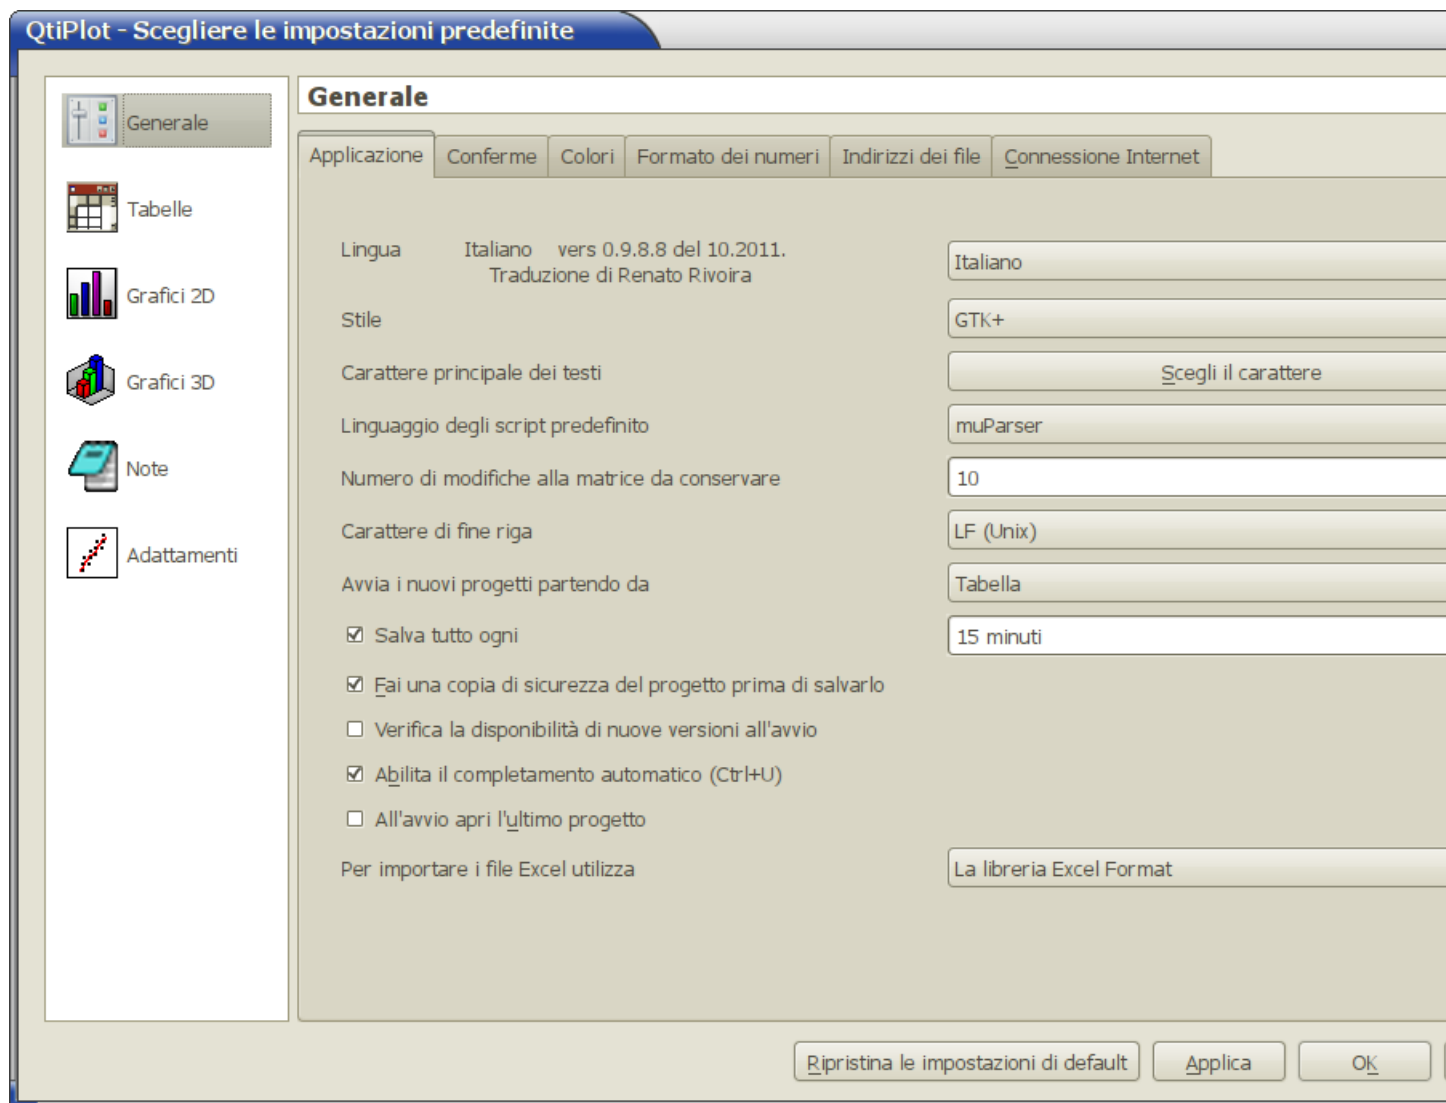 QtiPlot - Scegliere le impostazioni predefinite
Generale
Tabelle
Grafici 2D
Grafici 3D
Note
Adattamenti
Generale
Applicazione Conferme Colori Formato dei numeri Indirizzi dei file Connessione Internet
Lingua Italiano vers 0.9.8.8 del 10.2011.
Traduzione di Renato Rivoira
Italiano
Stile GTK+
Carattere principale dei testi Scegli il carattere
Linguaggio degli script predefinito muParser
Numero di modifiche alla matrice da conservare 10
Carattere di fine riga LF (Unix)
Avvia i nuovi progetti partendo da Tabella
Salva tutto ogni 15 minuti
Fai una copia di sicurezza del progetto prima di salvarlo
Verifica la disponibilità di nuove versioni all'avvio
Abilita il completamento automatico (Ctrl+U)
All'avvio apri l'ultimo progetto
Per importare i file Excel utilizza La libreria Excel Format
Ripristina le impostazioni di default Applica OK